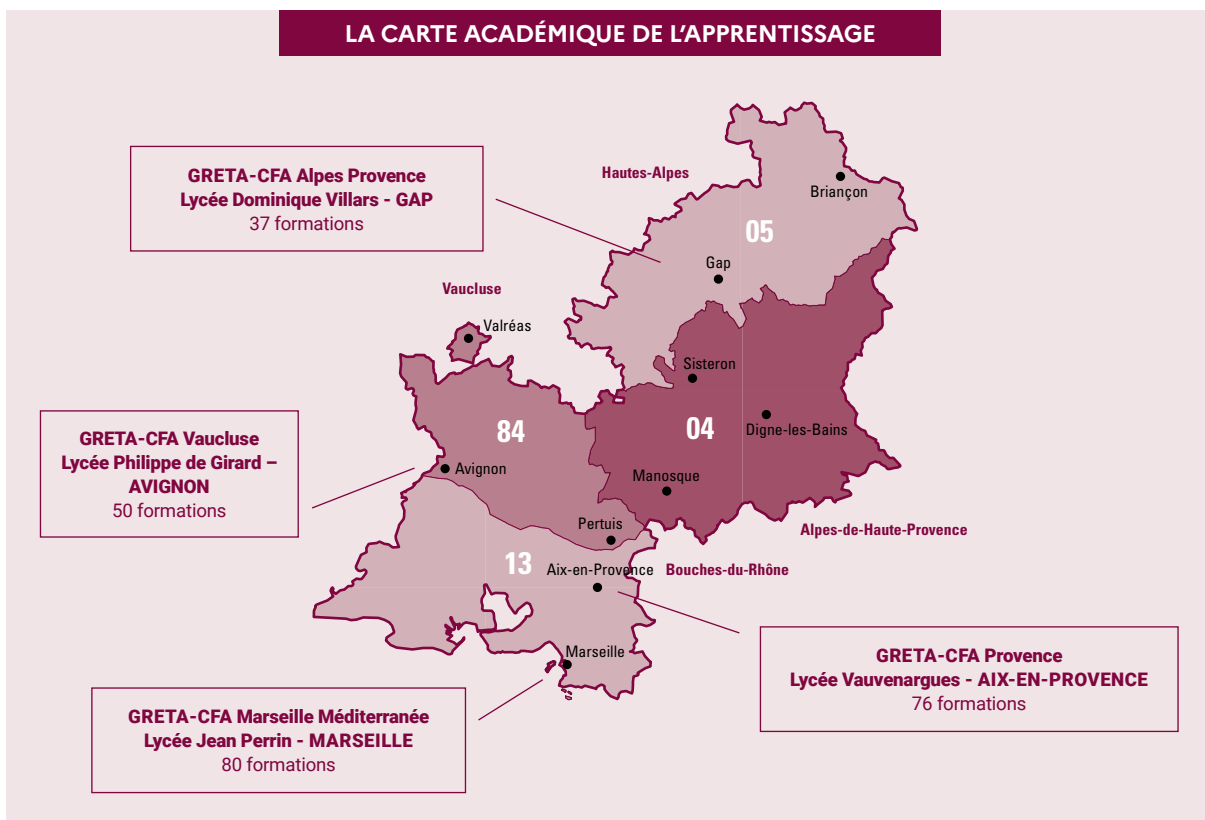 LA CARTE ACADÉMIQUE DE L'APPRENTISSAGE
GRETA-CFA Alpes Provence
Lycée Dominique Villars - GAP
37 formations
Hautes-Alpes
Briançon
05
Gap
Vaucluse
Valréas
Sisteron
84
04
Digne-les-Bains
GRETA-CFA Vaucluse
Lycée Philippe de Girard –
AVIGNON
50 formations
Avignon
Manosque
Pertuis
Alpes-de-Haute-Provence
13
Aix-en-Provence
Bouches-du-Rhône
Marseille
GRETA-CFA Provence
Lycée Vauvenargues - AIX-EN-PROVENCE
76 formations
GRETA-CFA Marseille Méditerranée
Lycée Jean Perrin - MARSEILLE
80 formations